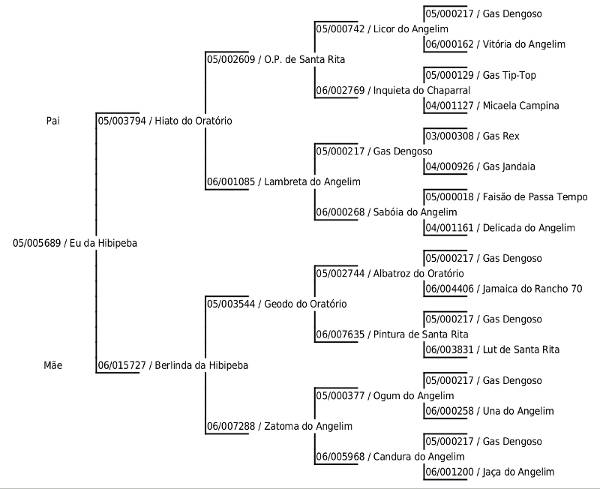 05/000217 / Gas Dengoso
05/000742 / Licor do Angelim
06/000162 / Vitória do Angelim
05/002609 / O.P. de Santa Rita
05/000129 / Gas Tip-Top
06/002769 / Inquieta do Chaparral
04/001127 / Micaela Campina
Pai
05/003794 / Hiato do Oratório
03/000308 / Gas Rex
05/000217 / Gas Dengoso
04/000926 / Gas Jandaia
06/001085 / Lambreta do Angelim
05/000018 / Faisão de Passa Tempo
06/000268 / Sabóia do Angelim
04/001161 / Delicada do Angelim
05/005689 / Eu da Hibipeba
05/000217 / Gas Dengoso
05/002744 / Albatroz do Oratório
06/004406 / Jamaica do Rancho 70
05/003544 / Geodo do Oratório
05/000217 / Gas Dengoso
06/007635 / Pintura de Santa Rita
06/003831 / Lut de Santa Rita
Mãe
06/015727 / Berlinda da Hibipeba
05/000217 / Gas Dengoso
05/000377 / Ogum do Angelim
06/000258 / Una do Angelim
06/007288 / Zatoma do Angelim
05/000217 / Gas Dengoso
06/005968 / Candura do Angelim
06/001200 / Jaça do Angelim